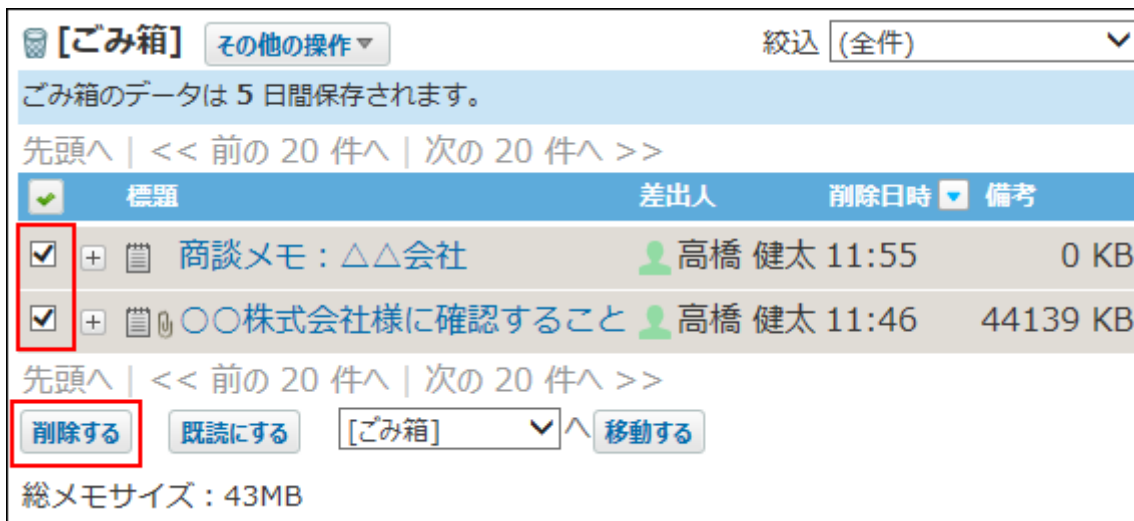 [ごみ箱] その他の操作▼ 絞込 (全件)
ごみ箱のデータは 5 日間保存されます。
先頭へ | << 前の 20 件へ | 次の 20 件へ >>
標題 差出人 削除日時 備考
商談メモ：△△会社 高橋 健太 11:55 0 KB
○○株式会社様に確認すること 高橋 健太 11:46 44139 KB
先頭へ | << 前の 20 件へ | 次の 20 件へ >>
削除する 既読にする [ごみ箱] へ 移動する
総メモサイズ：43MB